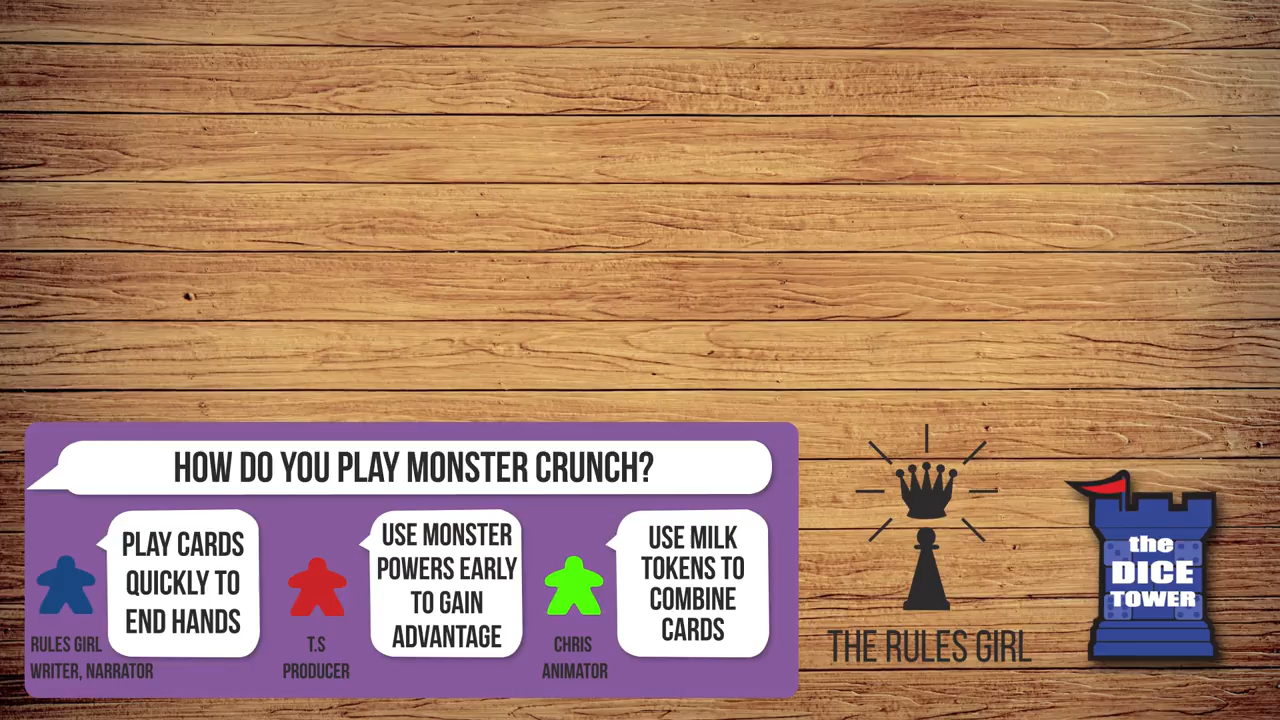 HOW DO YOU PLAY MONSTER CRUNCH?
PLAY CARDS
QUICKLY TO
END HANDS
RULES GIRL
WRITER, NARRATOR
USE MONSTER
POWERS EARLY
TO GAIN
ADVANTAGE
T.S
PRODUCER
USE MILK
TOKENS TO
COMBINE
CARDS
CHRIS
ANIMATOR
THE RULES GIRL
the
DICE
TOWER